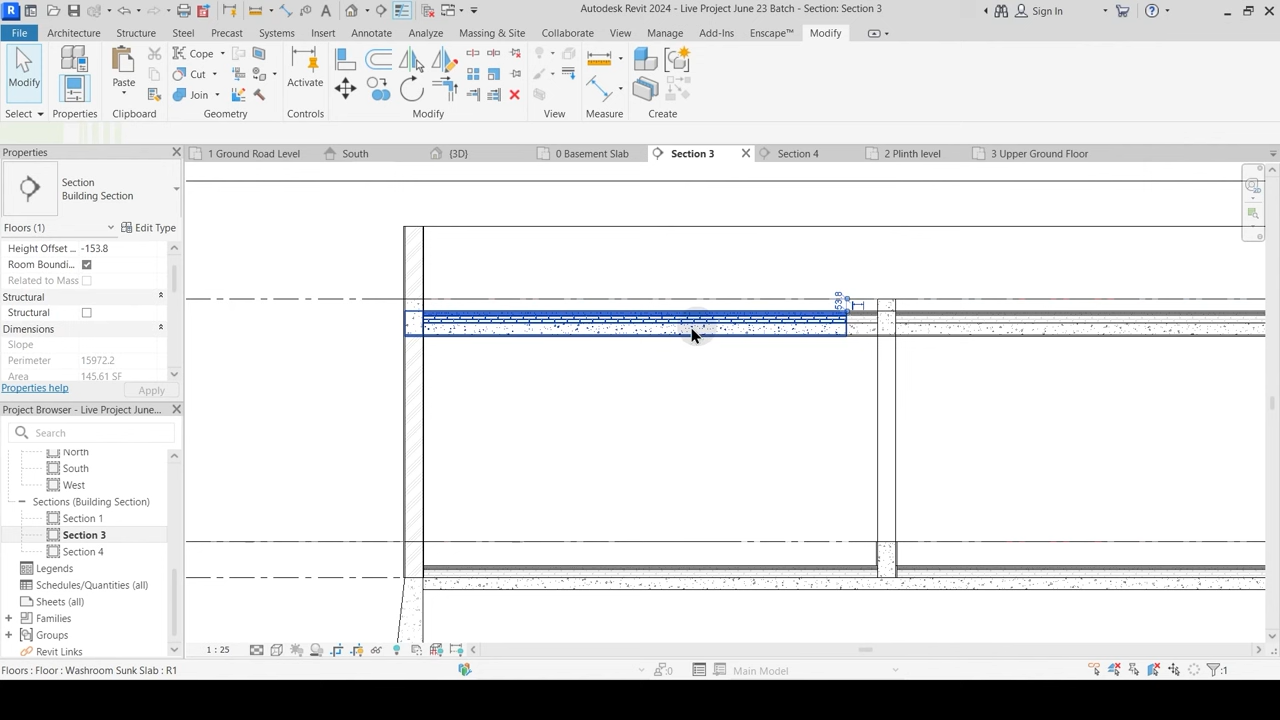 Autodesk Revit 2024 - Live Project June 23 Batch - Section: Section 3
Sign In
File Architecture Structure Steel Precast Systems Insert Annotate Analyze Massing & Site Collaborate View Manage Add-Ins Enscape™ Modify
Modify
Paste
Cope
Cut
Join
Activate
Select Properties Clipboard Geometry Controls Modify View Measure Create
Properties
1 Ground Road Level South {3D} 0 Basement Slab Section 3 Section 4 2 Plinth level 3 Upper Ground Floor
Section
Building Section
Floors (1) Edit Type
Height Offset ... -153.8
Room Boundi...
Related to Mass
Structural
Structural
Dimensions
Slope
Perimeter 15972.2
Area 145.61 SF
Properties help Apply
Project Browser - Live Project June...
Search
North
South
West
Sections (Building Section)
Section 1
Section 3
Section 4
Legends
Schedules/Quantities (all)
Sheets (all)
Families
Groups
Revit Links
1 : 25
Floors : Floor : Washroom Sunk Slab : R1
:0
Main Model
:1